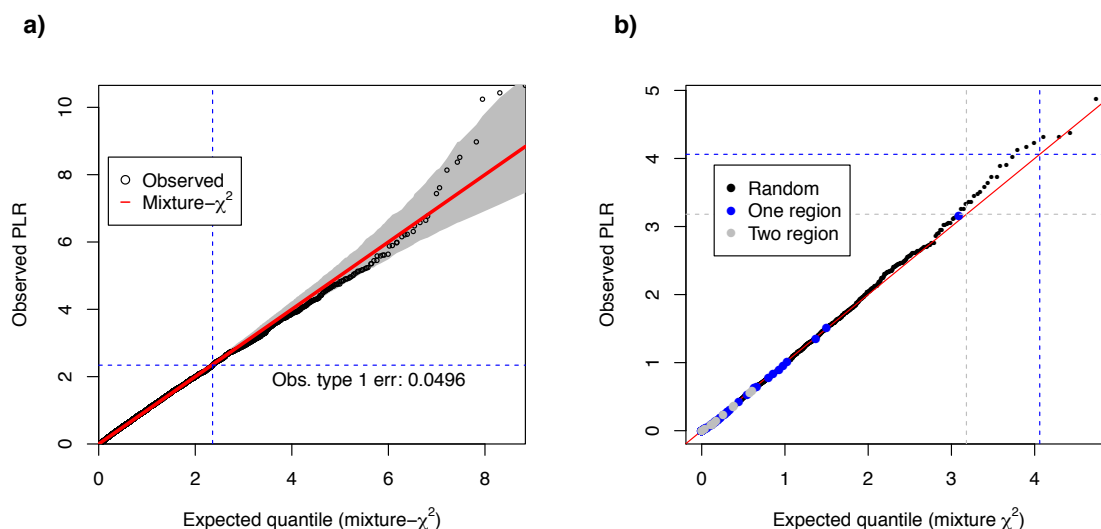 a)
Observed PLR
10
8
6
4
2
0
Observed
Mixture−χ²
Obs. type 1 err: 0.0496
0 2 4 6 8
Expected quantile (mixture−χ²)
b)
Observed PLR
5
4
3
2
1
0
Random
One region
Two region
0 1 2 3 4
Expected quantile (mixture χ²)